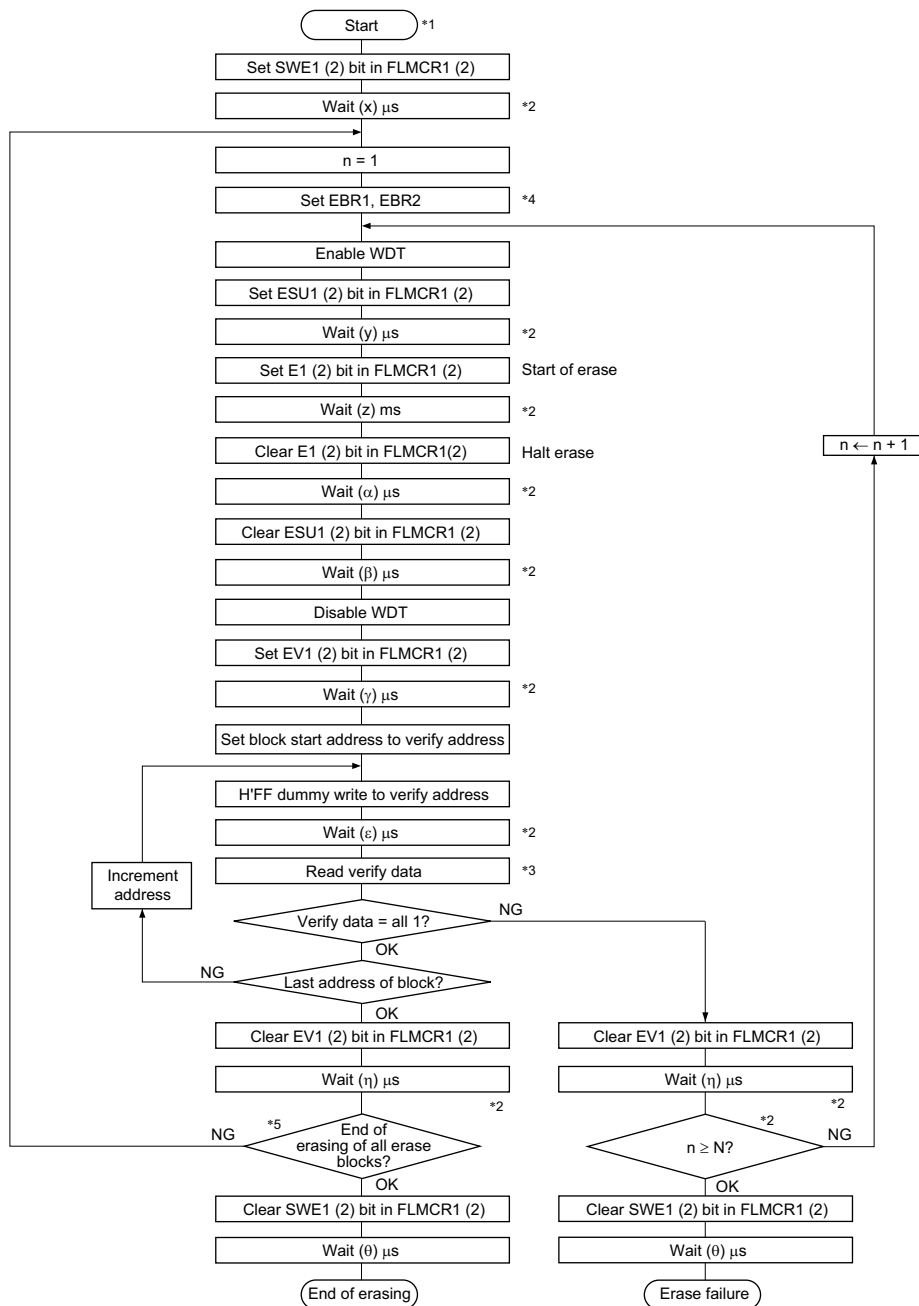 Start *1
Set SWE1 (2) bit in FLMCR1 (2)
Wait (x) μs *2
n = 1
Set EBR1, EBR2 *4
Enable WDT
Set ESU1 (2) bit in FLMCR1 (2)
Wait (y) μs *2
Set E1 (2) bit in FLMCR1 (2) Start of erase
Wait (z) ms *2
n ← n + 1
Clear E1 (2) bit in FLMCR1(2) Halt erase
Wait (α) μs *2
Clear ESU1 (2) bit in FLMCR1 (2)
Wait (β) μs *2
Disable WDT
Set EV1 (2) bit in FLMCR1 (2)
Wait (γ) μs *2
Set block start address to verify address
H'FF dummy write to verify address
Wait (ε) μs *2
Increment
address
Read verify data *3
Verify data = all 1? NG
OK
NG Last address of block?
OK
Clear EV1 (2) bit in FLMCR1 (2) Clear EV1 (2) bit in FLMCR1 (2)
Wait (η) μs Wait (η) μs
*2 *2
*5 *2
NG End of
erasing of all erase
blocks?
n ≥ N? NG
OK OK
Clear SWE1 (2) bit in FLMCR1 (2) Clear SWE1 (2) bit in FLMCR1 (2)
Wait (θ) μs Wait (θ) μs
End of erasing Erase failure